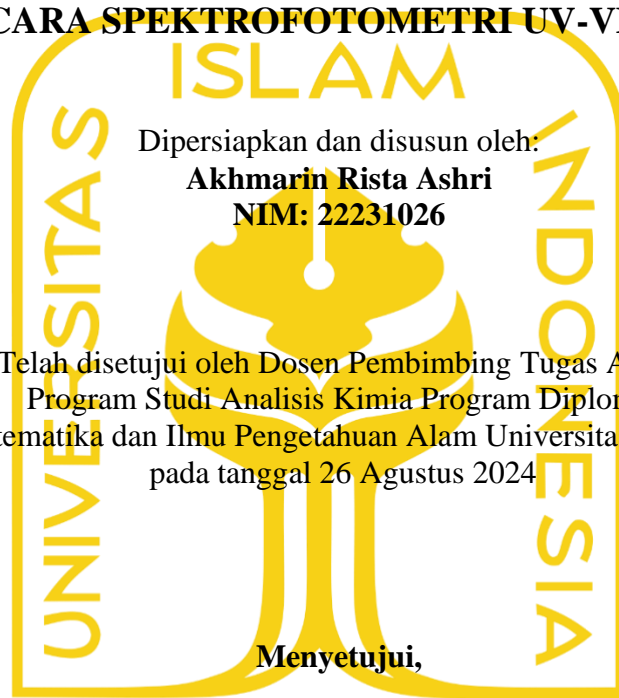 CARA SPEKTROFOTOMETRI UV-VI
ISLAM
UNIVERSITAS
INDONESIA
Dipersiapkan dan disusun oleh:
Akhmarin Rista Ashri
NIM: 22231026
Telah disetujui oleh Dosen Pembimbing Tugas A
Program Studi Analisis Kimia Program Diplo
tematika dan Ilmu Pengetahuan Alam Universita
pada tanggal 26 Agustus 2024
Menyetujui,